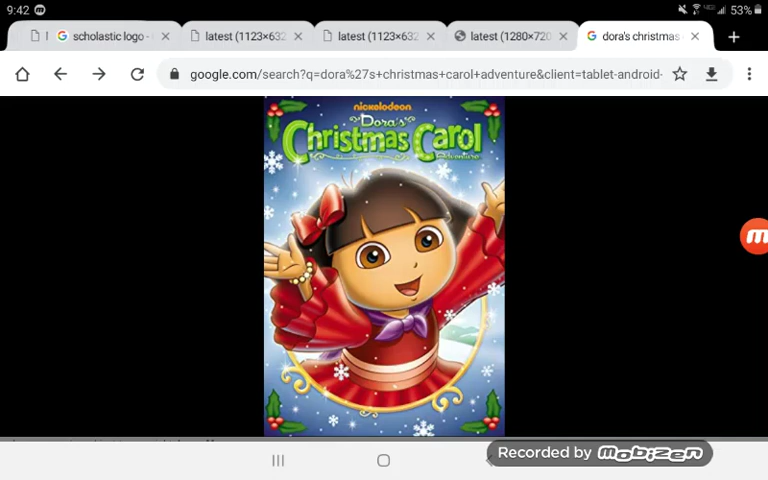 9:42
53%
scholastic logo -
latest (1123×632
latest (1123×632
latest (1280×720
dora's christmas
google.com/search?q=dora%27s+christmas+carol+adventure&client=tablet-android-
nickelodeon
Dora's
Christmas Carol
Adventure
Recorded by mobizen